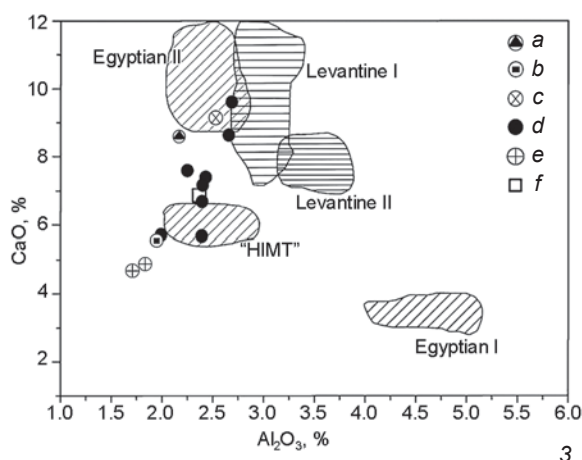 12
10
8
6
4
2
CaO, %
Egyptian II
Levantine I
Levantine II
"HIMT"
Egyptian I
a
b
c
d
e
f
1.0 1.5 2.0 2.5 3.0 3.5 4.0 4.5 5.0 5.5 6.0
Al₂O₃, %
3